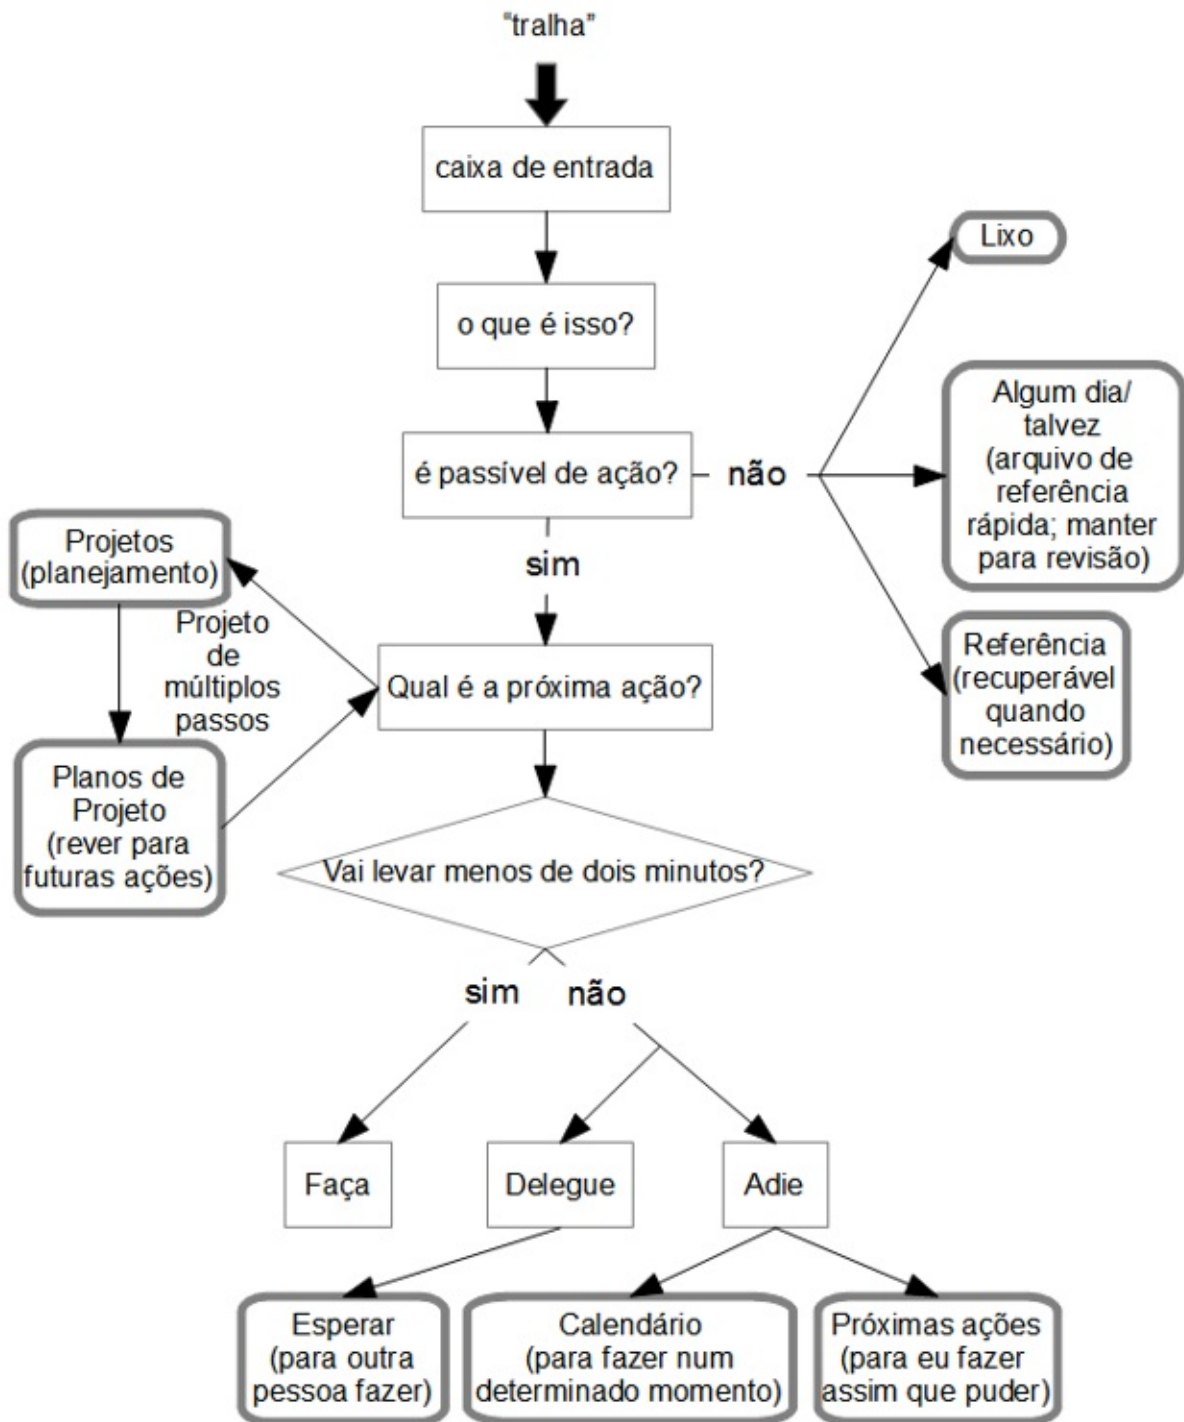 "tralha"
caixa de entrada
o que é isso?
é passível de ação?
não
Lixo
Algum dia/
talvez
(arquivo de
referência
rápida; manter
para revisão)
Referência
(recuperável
quando
necessário)
sim
Projetos
(planejamento)
Projeto
de
múltiplos
passos
Planos de
Projeto
(rever para
futuras ações)
Qual é a próxima ação?
Vai levar menos de dois minutos?
sim
não
Faça
Delegue
Adie
Esperar
(para outra
pessoa fazer)
Calendário
(para fazer num
determinado momento)
Próximas ações
(para eu fazer
assim que puder)